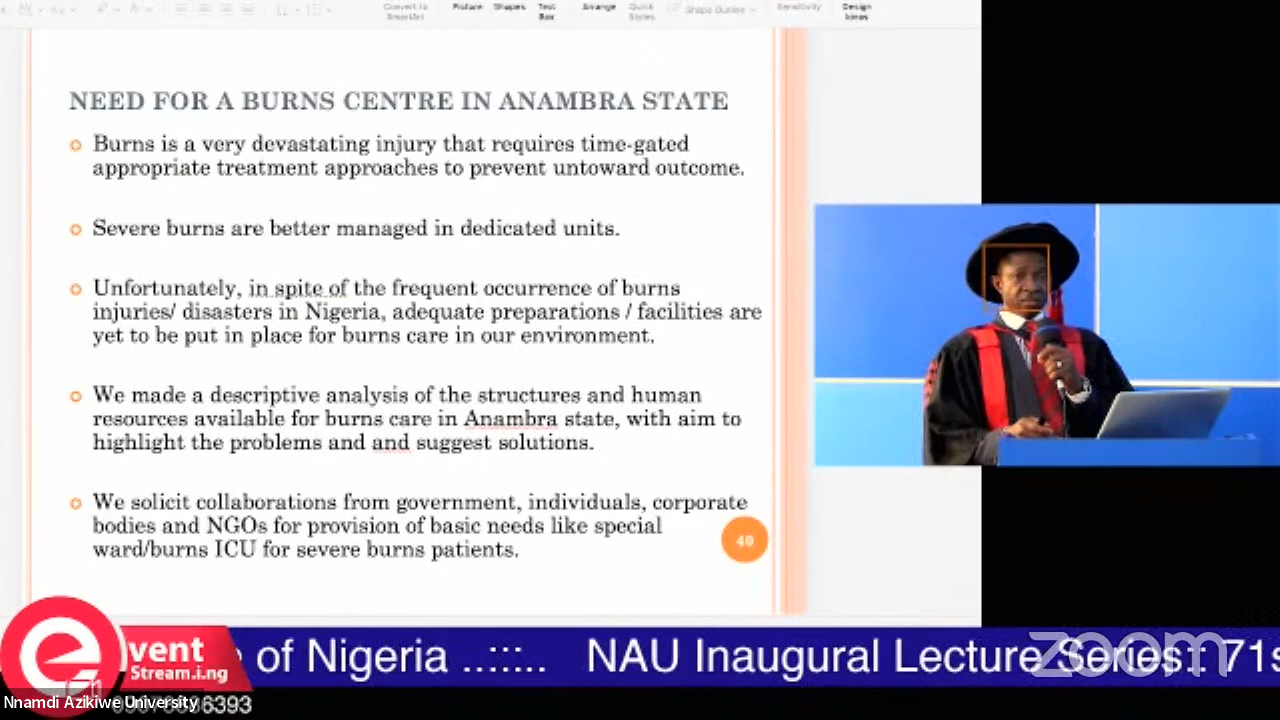 Convert to
SmartArt
Picture
Shapes
Text
Box
Arrange
Quick
Styles
Shape Outline
Sensitivity
Design
Ideas
NEED FOR A BURNS CENTRE IN ANAMBRA STATE
Burns is a very devastating injury that requires time-gated
appropriate treatment approaches to prevent untoward outcome.
Severe burns are better managed in dedicated units.
Unfortunately, in spite of the frequent occurrence of burns
injuries/ disasters in Nigeria, adequate preparations / facilities are
yet to be put in place for burns care in our environment.
We made a descriptive analysis of the structures and human
resources available for burns care in Anambra state, with aim to
highlight the problems and and suggest solutions.
We solicit collaborations from government, individuals, corporate
bodies and NGOs for provision of basic needs like special
ward/burns ICU for severe burns patients.
49
event
Stream.i.ng
of Nigeria ..:::.. NAU Inaugural Lecture Series:
zoom
Nnamdi Azikiwe University